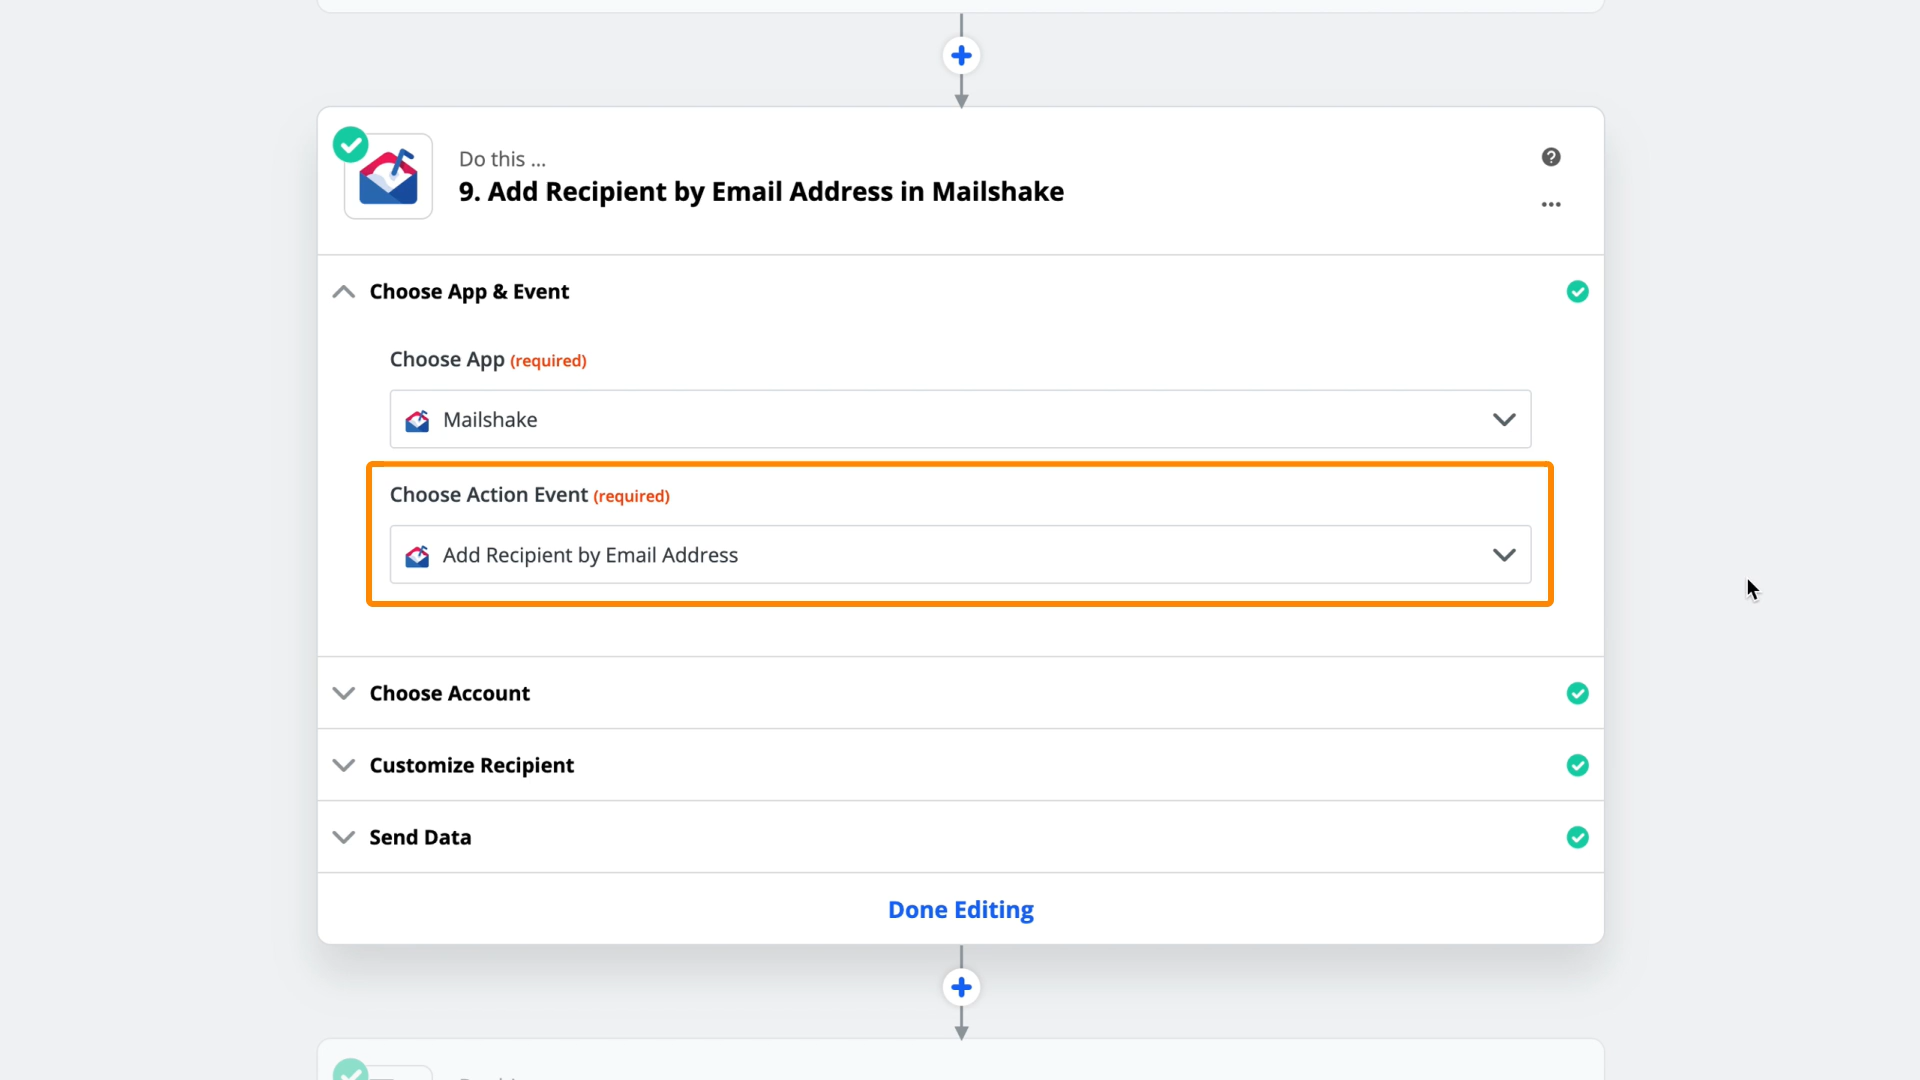 Do this ...
9. Add Recipient by Email Address in Mailshake
Choose App & Event
Choose App (required)
Mailshake
Choose Action Event (required)
Add Recipient by Email Address
Choose Account
Customize Recipient
Send Data
Done Editing